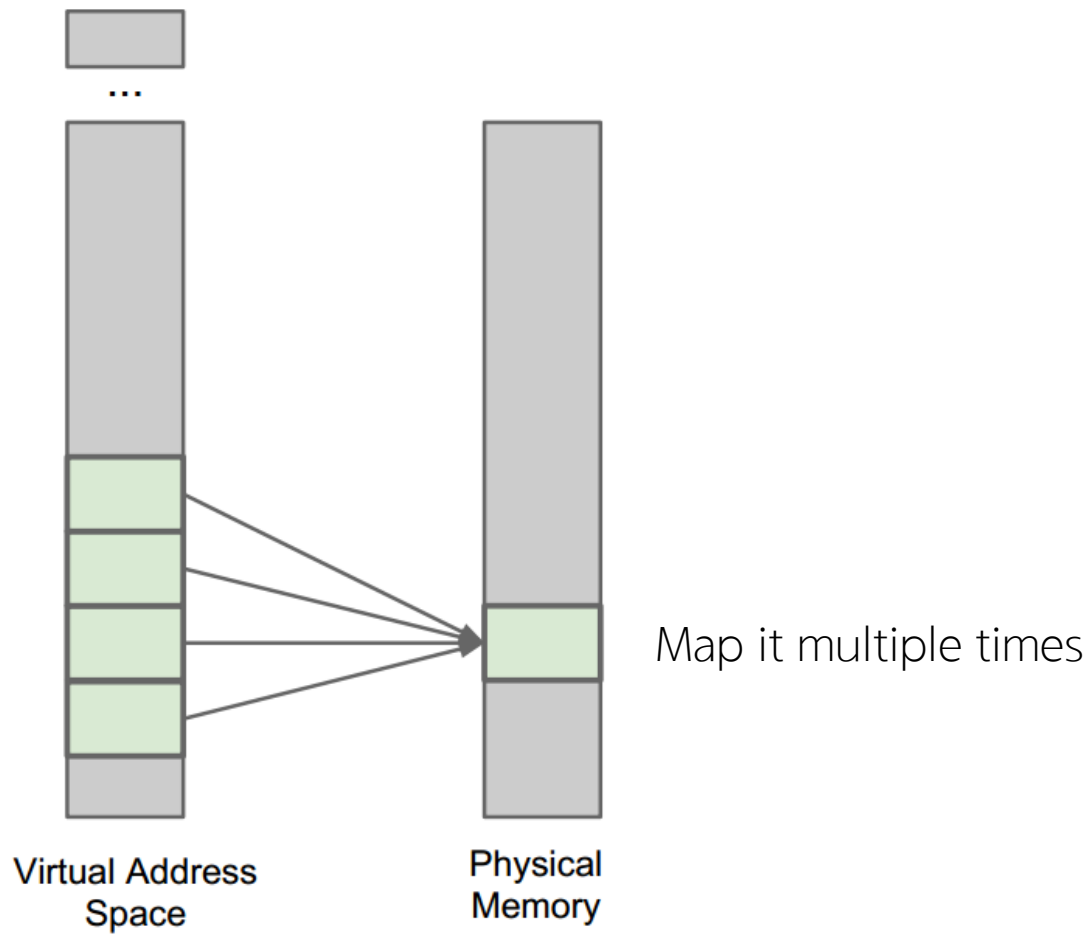 ...
Map it multiple times
Virtual Address
Space
Physical
Memory